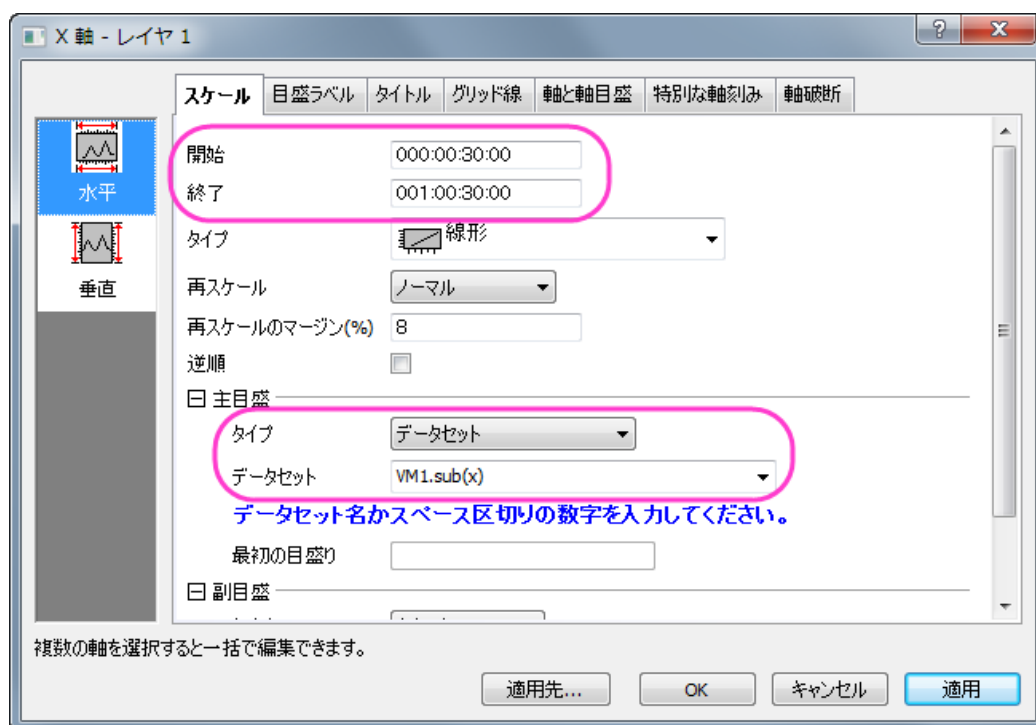 X 軸 - レイヤ 1
スケール 目盛ラベル タイトル グリッド線 軸と軸目盛 特別な軸刻み 軸破断
水平
垂直
開始 000:00:30:00
終了 001:00:30:00
タイプ 線形
再スケール ノーマル
再スケールのマージン(%) 8
逆順
主目盛
タイプ データセット
データセット VM1.sub(x)
データセット名かスペース区切りの数字を入力してください。
最初の目盛り
副目盛
複数の軸を選択すると一括で編集できます。
適用先... OK キャンセル 適用